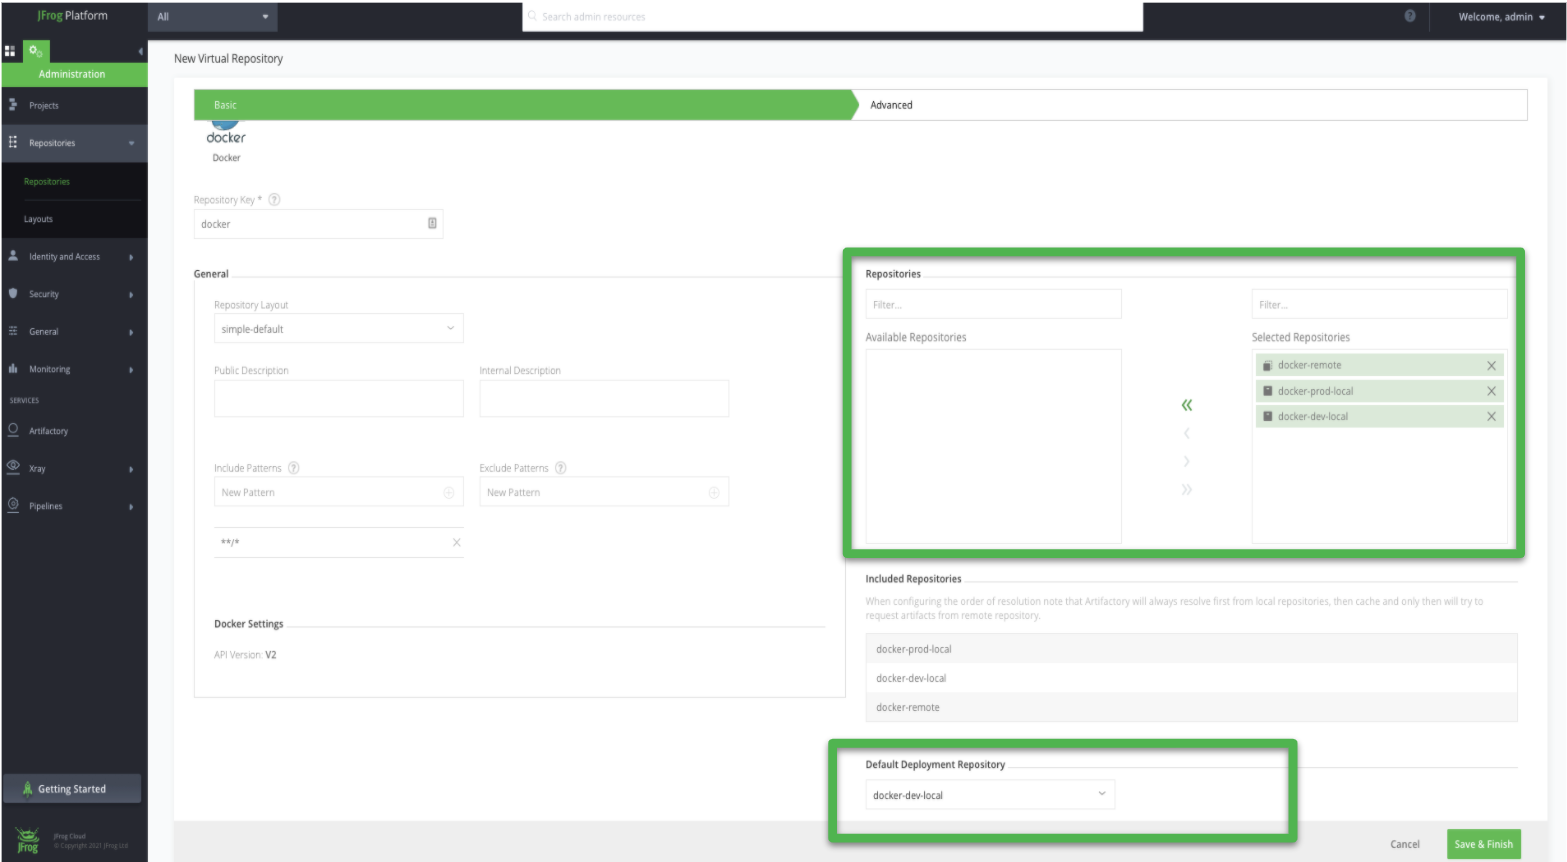 JFrog Platform
All
Search admin resources
?
Welcome, admin
Administration
Projects
Repositories
Repositories
Layouts
Identity and Access
Security
General
Monitoring
SERVICES
Artifactory
Xray
Pipelines
Getting Started
JFrog
JFrog Cloud
© Copyright 2021 JFrog Ltd
New Virtual Repository
Basic
Advanced
docker
Docker
Repository Key * ?
docker
General
Repository Layout
simple-default
Public Description
Internal Description
Include Patterns ?
Exclude Patterns ?
New Pattern
New Pattern
**/*
Docker Settings
API Version: V2
Repositories
Filter...
Filter...
Available Repositories
Selected Repositories
docker-remote
docker-prod-local
docker-dev-local
Included Repositories
When configuring the order of resolution note that Artifactory will always resolve first from local repositories, then cache and only then will try to
request artifacts from remote repository.
docker-prod-local
docker-dev-local
docker-remote
Default Deployment Repository
docker-dev-local
Cancel
Save & Finish